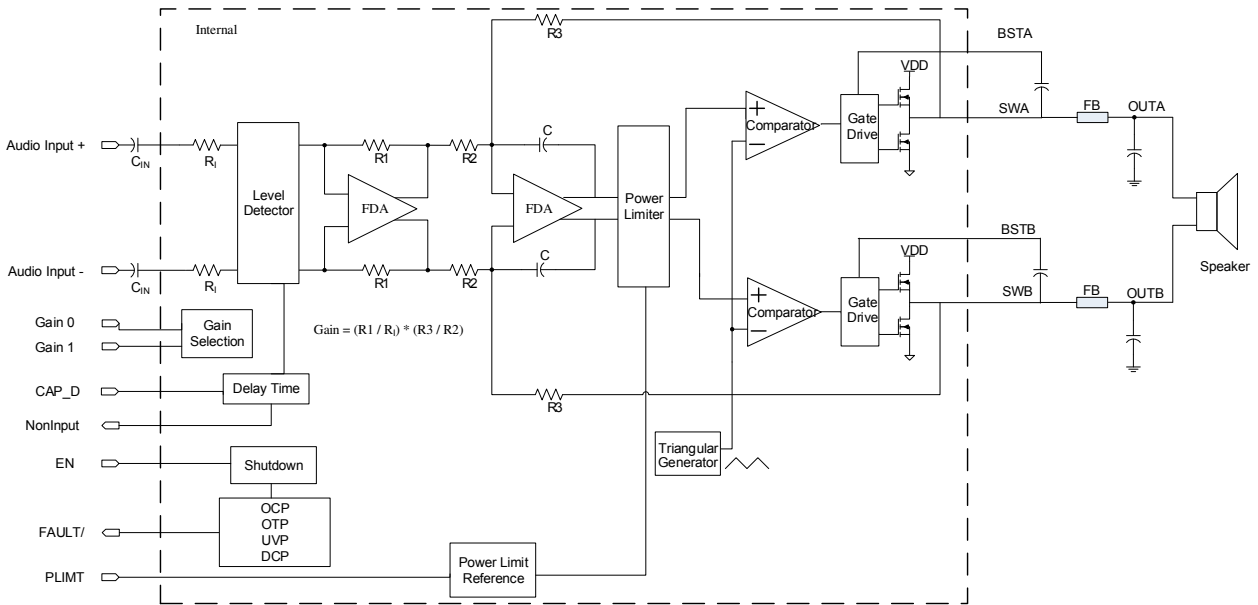 Internal
R3
BSTA
VDD
C
Comparator
Gate
Drive
SWA
FB
OUTA
Audio Input +
CIN
RI
R1
R2
Level
Detector
FDA
FDA
Power
Limiter
BSTB
VDD
Speaker
Audio Input -
CIN
RI
R1
R2
C
Comparator
Gate
Drive
SWB
FB
OUTB
Gain 0
Gain 1
Gain
Selection
Gain = (R1 / RI) * (R3 / R2)
CAP_D
Delay Time
R3
NonInput
EN
Shutdown
Triangular
Generator
FAULT/
OCP
OTP
UVP
DCP
PLIMT
Power Limit
Reference